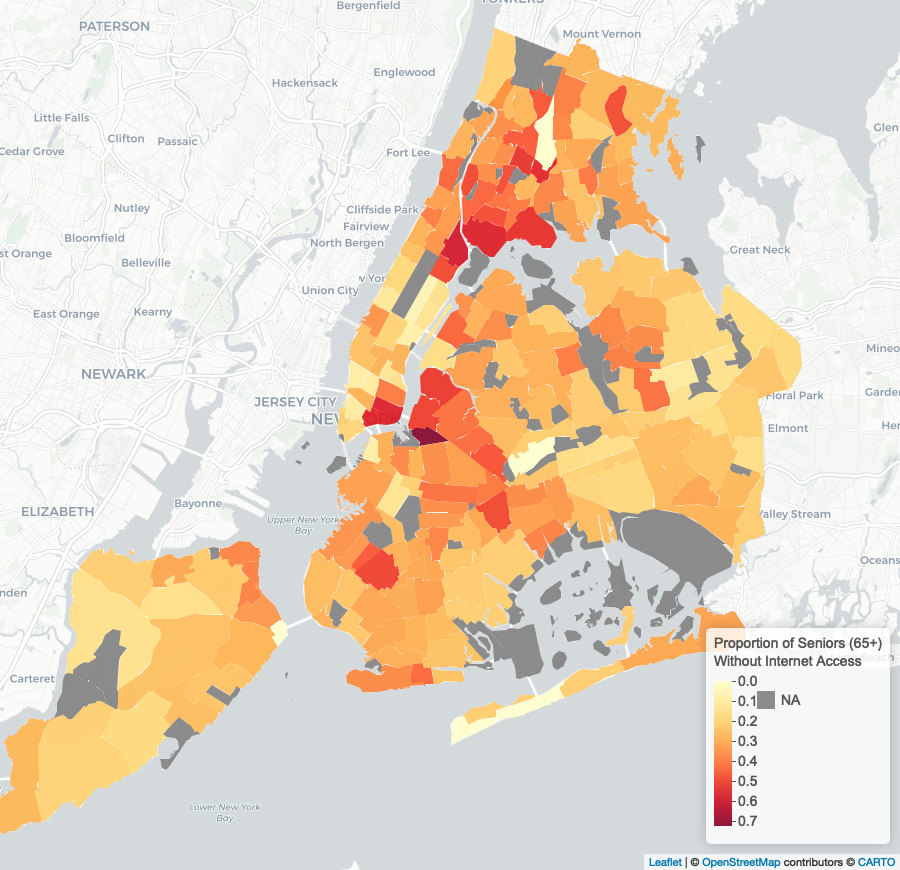 YONKERS
Bergenfield
PATERSON
Mount Vernon
Englewood
Hackensack
Little Falls
Clifton
Passaic
Glen
Cedar Grove
Fort Lee
Nutley
Cliffside Park
Fairview
Bloomfield
North Bergen
st Orange
Belleville
Great Neck
w York
Union City
East Orange
Kearny
Mineo
NEWARK
JERSEY CITY
NEW YORK
Floral Park
Garde
Elmont
Her
ELIZABETH
Bayonne
Upper New York
Bay
Valley Stream
Oceans
nden
Carteret
Beach
Proportion of Seniors (65+)
Without Internet Access
0.0
0.1
NA
0.2
0.3
0.4
0.5
0.6
0.7
Lower New York
Bay
Leaflet | © OpenStreetMap contributors © CARTO